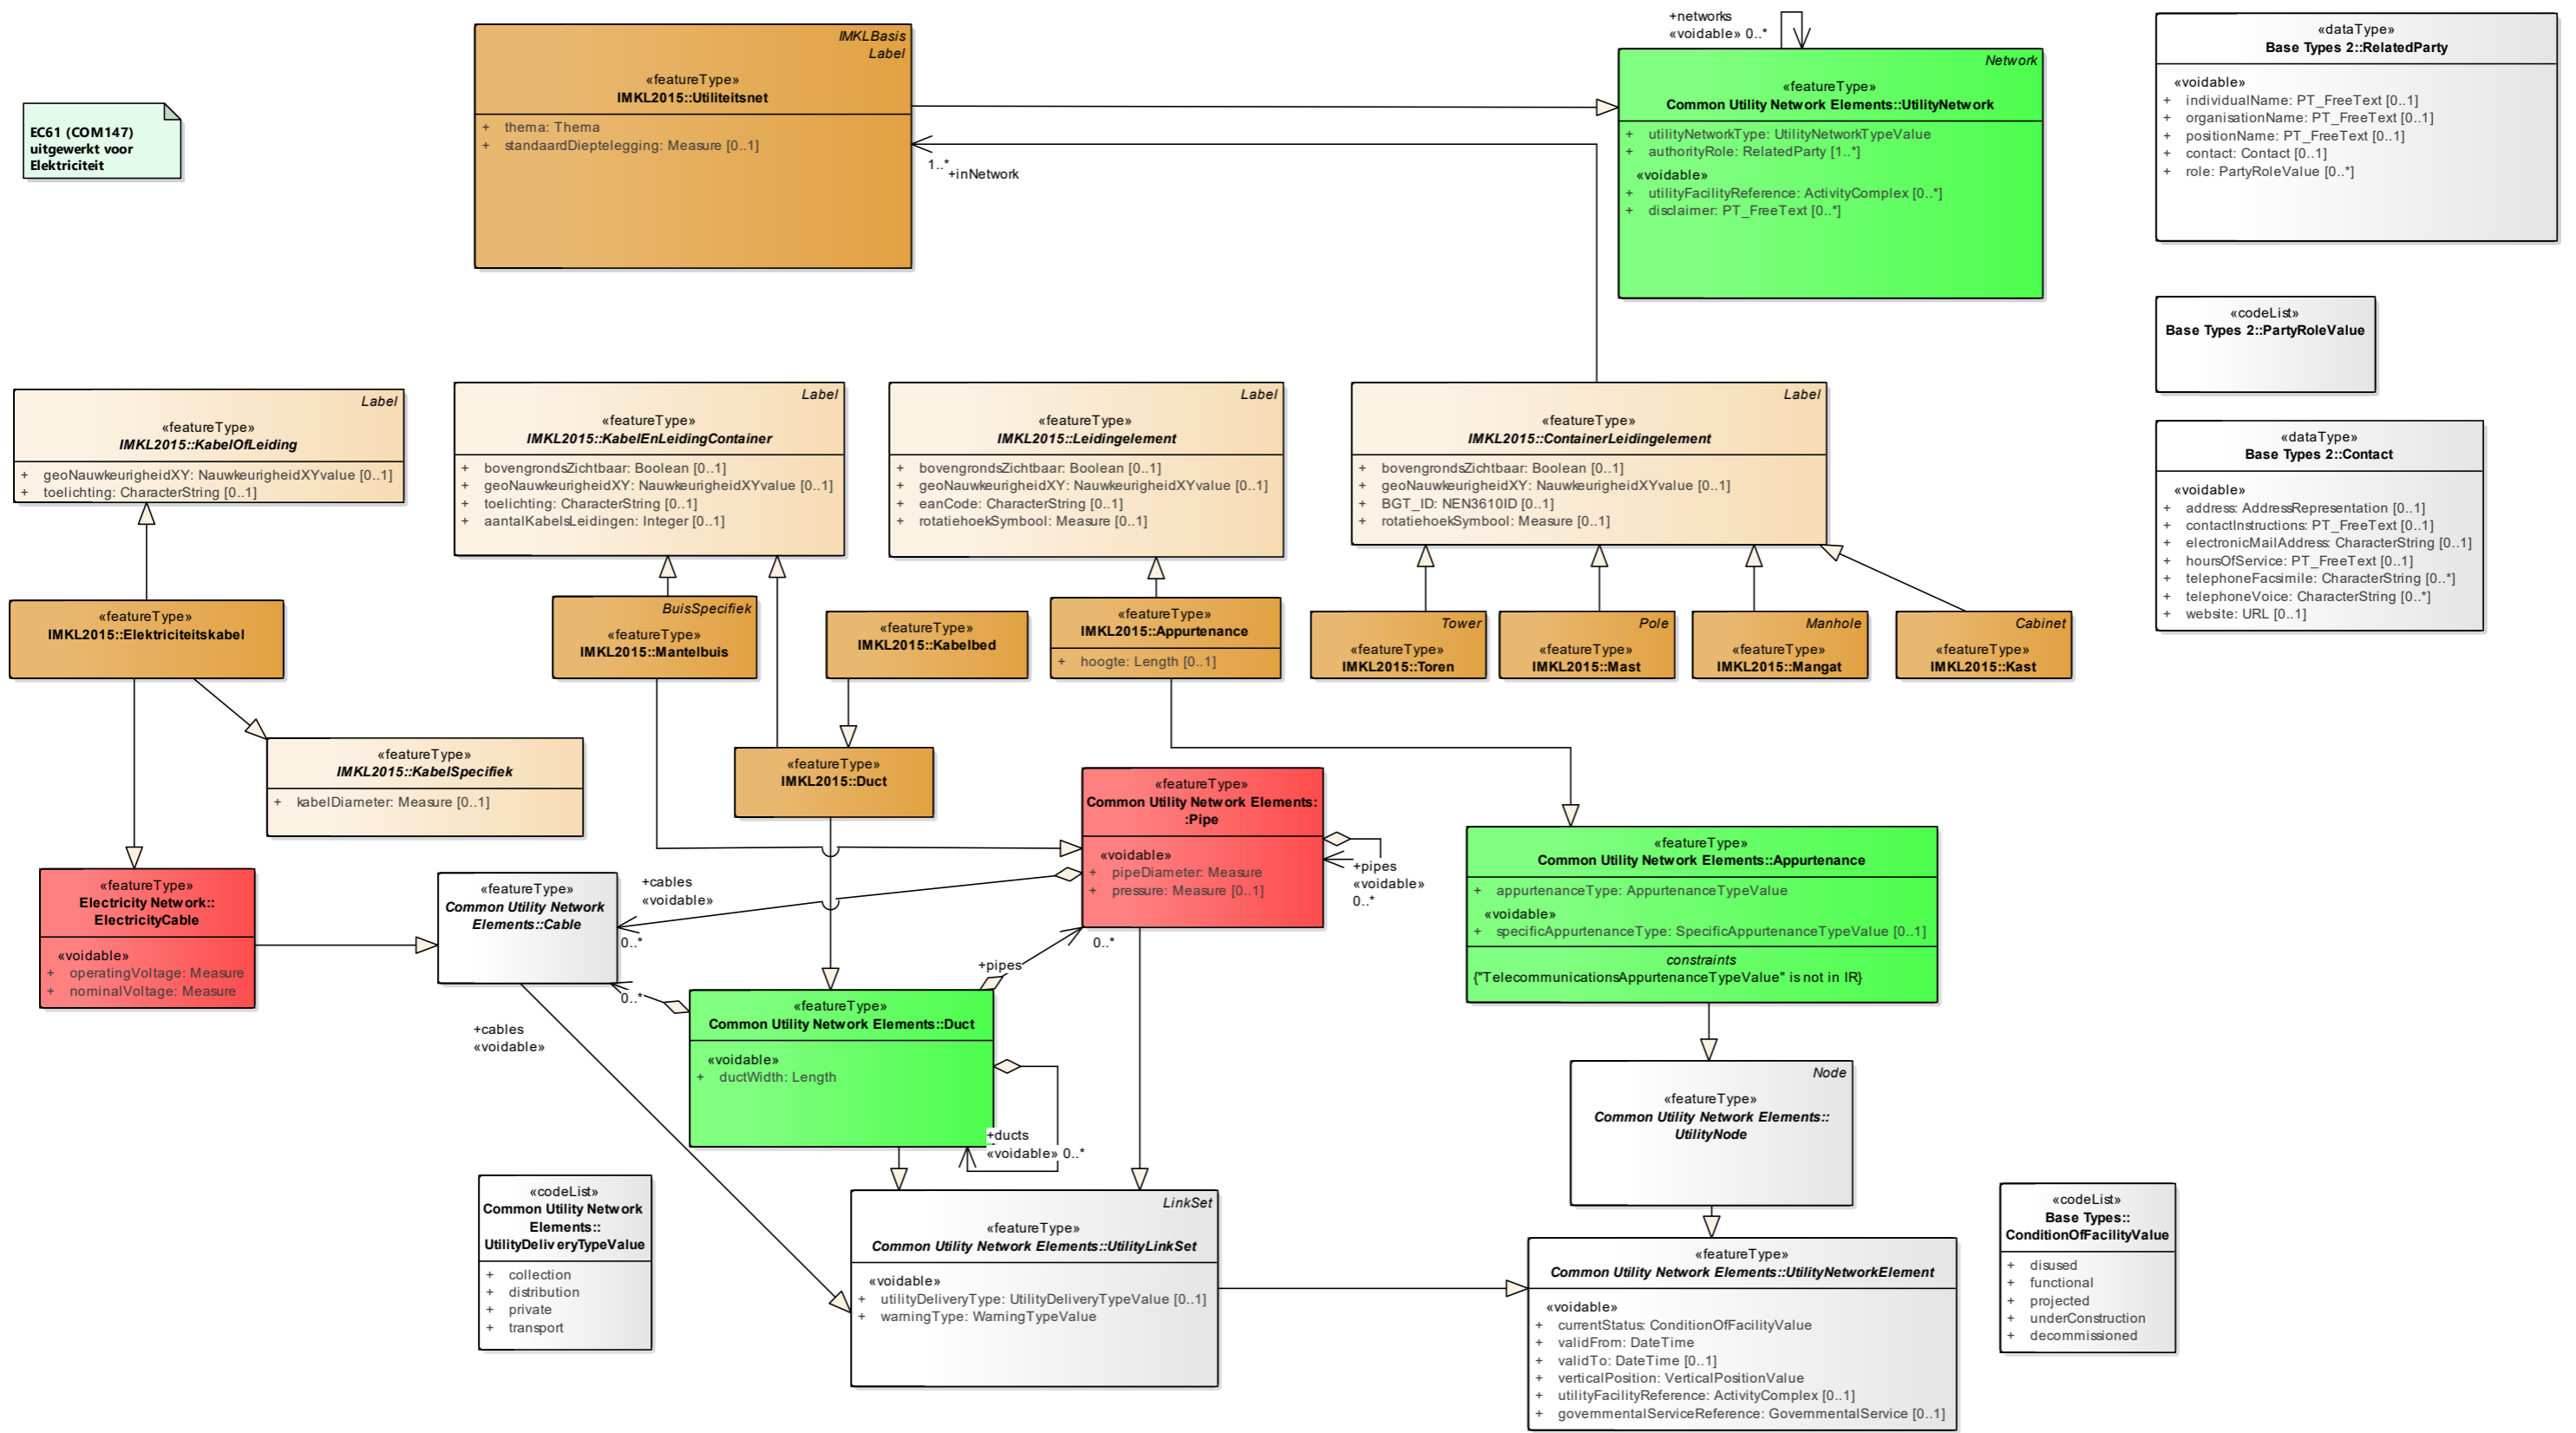 EC61 (COM147)
uitgewerkt voor
Elektriciteit
IMKLBasis
Label
«featureType»
IMKL2015::Utiliteitsnet
+ thema: Thema
+ standaardDieptelegging: Measure [0..1]
1..*
+inNetwork
+networks
«voidable» 0..*
Network
«featureType»
Common Utility Network Elements::UtilityNetwork
+ utilityNetworkType: UtilityNetworkTypeValue
+ authorityRole: RelatedParty [1..*]
«voidable»
+ utilityFacilityReference: ActivityComplex [0..*]
+ disclaimer: PT_FreeText [0..*]
«dataType»
Base Types 2::RelatedParty
«voidable»
+ individualName: PT_FreeText [0..1]
+ organisationName: PT_FreeText [0..1]
+ positionName: PT_FreeText [0..1]
+ contact: Contact [0..1]
+ role: PartyRoleValue [0..*]
«codeList»
Base Types 2::PartyRoleValue
Label
«featureType»
IMKL2015::KabelOfLeiding
+ geoNauwkeurigheidXY: NauwkeurigheidXYvalue [0..1]
+ toelichting: CharacterString [0..1]
Label
«featureType»
IMKL2015::KabelEnLeidingContainer
+ bovengrondsZichtbaar: Boolean [0..1]
+ geoNauwkeurigheidXY: NauwkeurigheidXYvalue [0..1]
+ toelichting: CharacterString [0..1]
+ aantalKabelsLeidingen: Integer [0..1]
Label
«featureType»
IMKL2015::Leidingelement
+ bovengrondsZichtbaar: Boolean [0..1]
+ geoNauwkeurigheidXY: NauwkeurigheidXYvalue [0..1]
+ eanCode: CharacterString [0..1]
+ rotatiehoekSymbool: Measure [0..1]
Label
«featureType»
IMKL2015::ContainerLeidingelement
+ bovengrondsZichtbaar: Boolean [0..1]
+ geoNauwkeurigheidXY: NauwkeurigheidXYvalue [0..1]
+ BGT_ID: NEN3610ID [0..1]
+ rotatiehoekSymbool: Measure [0..1]
«dataType»
Base Types 2::Contact
«voidable»
+ address: AddressRepresentation [0..1]
+ contactInstructions: PT_FreeText [0..1]
+ electronicMailAddress: CharacterString [0..1]
+ hoursOfService: PT_FreeText [0..1]
+ telephoneFacsimile: CharacterString [0..*]
+ telephoneVoice: CharacterString [0..*]
+ website: URL [0..1]
«featureType»
IMKL2015::Elektriciteitskabel
BuisSpecifiek
«featureType»
IMKL2015::Mantelbuis
«featureType»
IMKL2015::Kabelbed
«featureType»
IMKL2015::Appurtenance
+ hoogte: Length [0..1]
Tower
«featureType»
IMKL2015::Toren
Pole
«featureType»
IMKL2015::Mast
Manhole
«featureType»
IMKL2015::Mangat
Cabinet
«featureType»
IMKL2015::Kast
«featureType»
IMKL2015::KabelSpecifiek
+ kabelDiameter: Measure [0..1]
«featureType»
IMKL2015::Duct
«featureType»
Common Utility Network Elements:
:Pipe
«voidable»
+ pipeDiameter: Measure
+ pressure: Measure [0..1]
+pipes
«voidable»
0..*
«featureType»
Common Utility Network Elements::Appurtenance
+ appurtenanceType: AppurtenanceTypeValue
«voidable»
+ specificAppurtenanceType: SpecificAppurtenanceTypeValue [0..1]
constraints
{"TelecommunicationsAppurtenanceTypeValue" is not in IR}
«featureType»
Electricity Network::
ElectricityCable
«voidable»
+ operatingVoltage: Measure
+ nominalVoltage: Measure
«featureType»
Common Utility Network
Elements::Cable
+cables
«voidable»
0..*
0..*
+pipes
0..*
+cables
«voidable»
«featureType»
Common Utility Network Elements::Duct
«voidable»
+ ductWidth: Length
+ducts
«voidable» 0..*
Node
«featureType»
Common Utility Network Elements::
UtilityNode
«codeList»
Common Utility Network
Elements::
UtilityDeliveryTypeValue
+ collection
+ distribution
+ private
+ transport
LinkSet
«featureType»
Common Utility Network Elements::UtilityLinkSet
«voidable»
+ utilityDeliveryType: UtilityDeliveryTypeValue [0..1]
+ warningType: WarningTypeValue
«featureType»
Common Utility Network Elements::UtilityNetworkElement
«voidable»
+ currentStatus: ConditionOfFacilityValue
+ validFrom: DateTime
+ validTo: DateTime [0..1]
+ verticalPosition: VerticalPositionValue
+ utilityFacilityReference: ActivityComplex [0..1]
+ governmentalServiceReference: GovernmentalService [0..1]
«codeList»
Base Types::
ConditionOfFacilityValue
+ disused
+ functional
+ projected
+ underConstruction
+ decommissioned